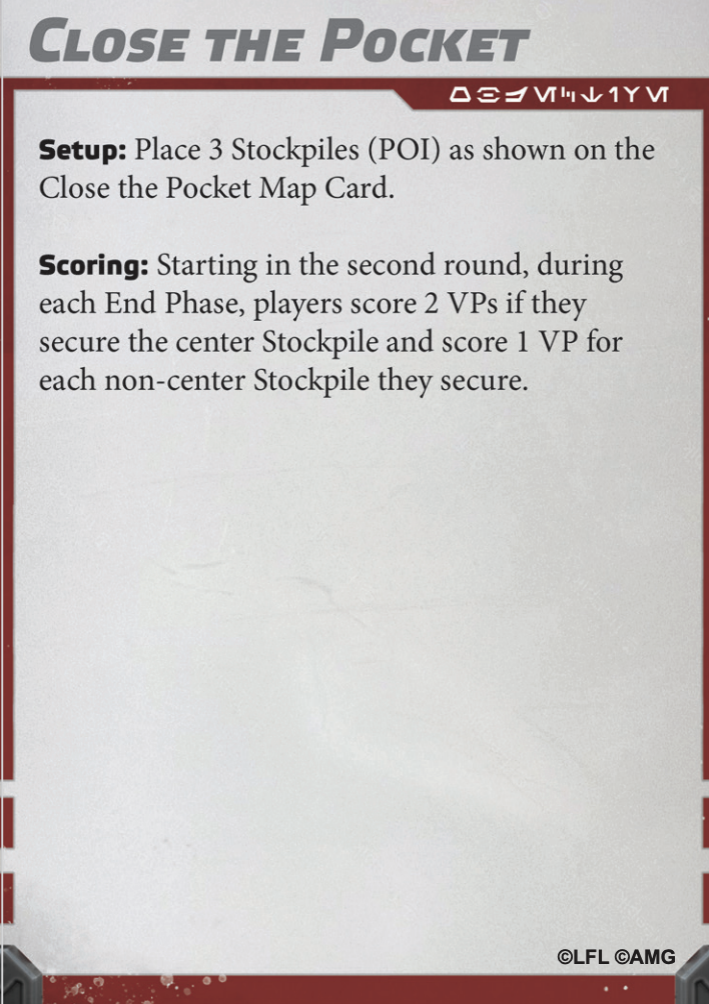 CLOSE THE POCKET
Setup: Place 3 Stockpiles (POI) as shown on the
Close the Pocket Map Card.
Scoring: Starting in the second round, during
each End Phase, players score 2 VPs if they
secure the center Stockpile and score 1 VP for
each non-center Stockpile they secure.
©LFL ©AMG